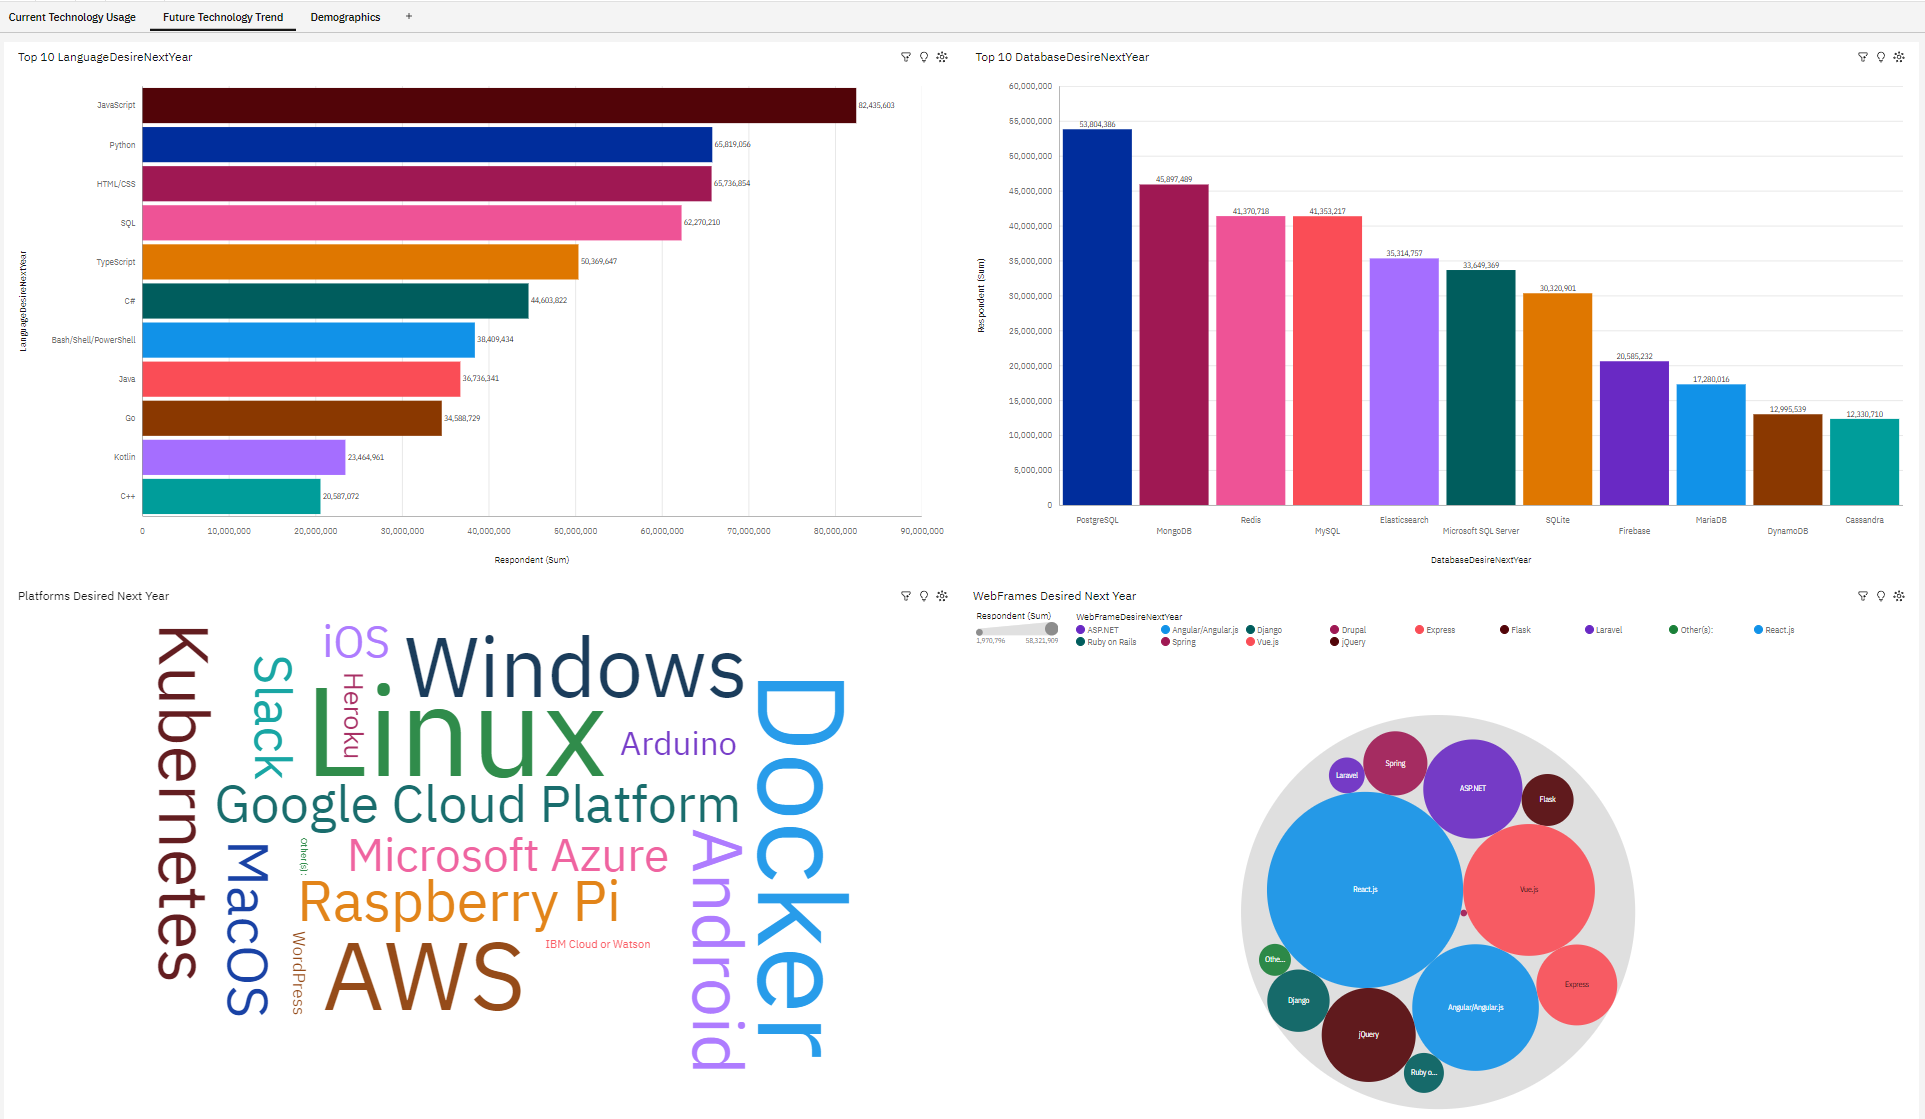 Current Technology Usage Future Technology Trend Demographics +
Top 10 LanguageDesireNextYear
LanguageDesireNextYear
JavaScript 82,435,603
Python 65,819,056
HTML/CSS 65,736,854
SQL 62,270,210
TypeScript 50,369,647
C# 44,603,822
Bash/Shell/PowerShell 38,409,434
Java 36,736,341
Go 34,588,729
Kotlin 23,464,961
C++ 20,587,072
0 10,000,000 20,000,000 30,000,000 40,000,000 50,000,000 60,000,000 70,000,000 80,000,000 90,000,000
Respondent (Sum)
Top 10 DatabaseDesireNextYear
Respondent (Sum)
60,000,000
55,000,000
50,000,000
45,000,000
40,000,000
35,000,000
30,000,000
25,000,000
20,000,000
15,000,000
10,000,000
5,000,000
0
53,804,386
45,897,489
41,370,718
41,353,217
35,314,757
33,649,369
30,320,901
20,585,232
17,280,016
12,995,539
12,330,710
PostgreSQL
MongoDB
Redis
MySQL
Elasticsearch
Microsoft SQL Server
SQLite
Firebase
MariaDB
DynamoDB
Cassandra
DatabaseDesireNextYear
Platforms Desired Next Year
Kubernetes
Slack
iOS
Heroku
Windows
Linux
Arduino
Docker
Google Cloud Platform
Other(s):
Microsoft Azure
MacOS
Raspberry Pi
Android
WordPress
AWS
IBM Cloud or Watson
WebFrames Desired Next Year
Respondent (Sum)
1,970,796 58,321,909
WebFrameDesireNextYear
ASP.NET Angular/Angular.js Django Drupal Express Flask Laravel Other(s): React.js
Ruby on Rails Spring Vue.js jQuery
Spring
Laravel
ASP.NET
Flask
React.js
Vue.js
Othe...
Django
Express
Angular/Angular.js
jQuery
Ruby o...